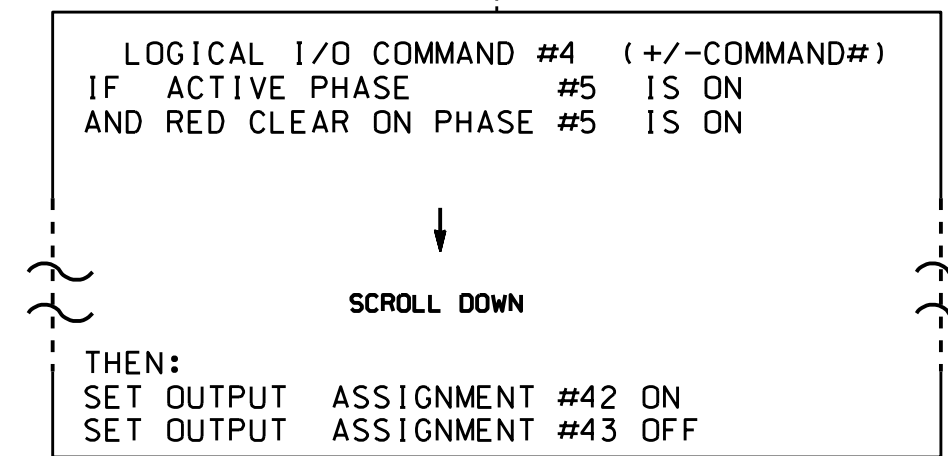 LOGICAL I/O COMMAND #4 (+/-COMMAND#)
IF ACTIVE PHASE #5 IS ON
AND RED CLEAR ON PHASE #5 IS ON
SCROLL DOWN
THEN:
SET OUTPUT ASSIGNMENT #42 ON
SET OUTPUT ASSIGNMENT #43 OFF